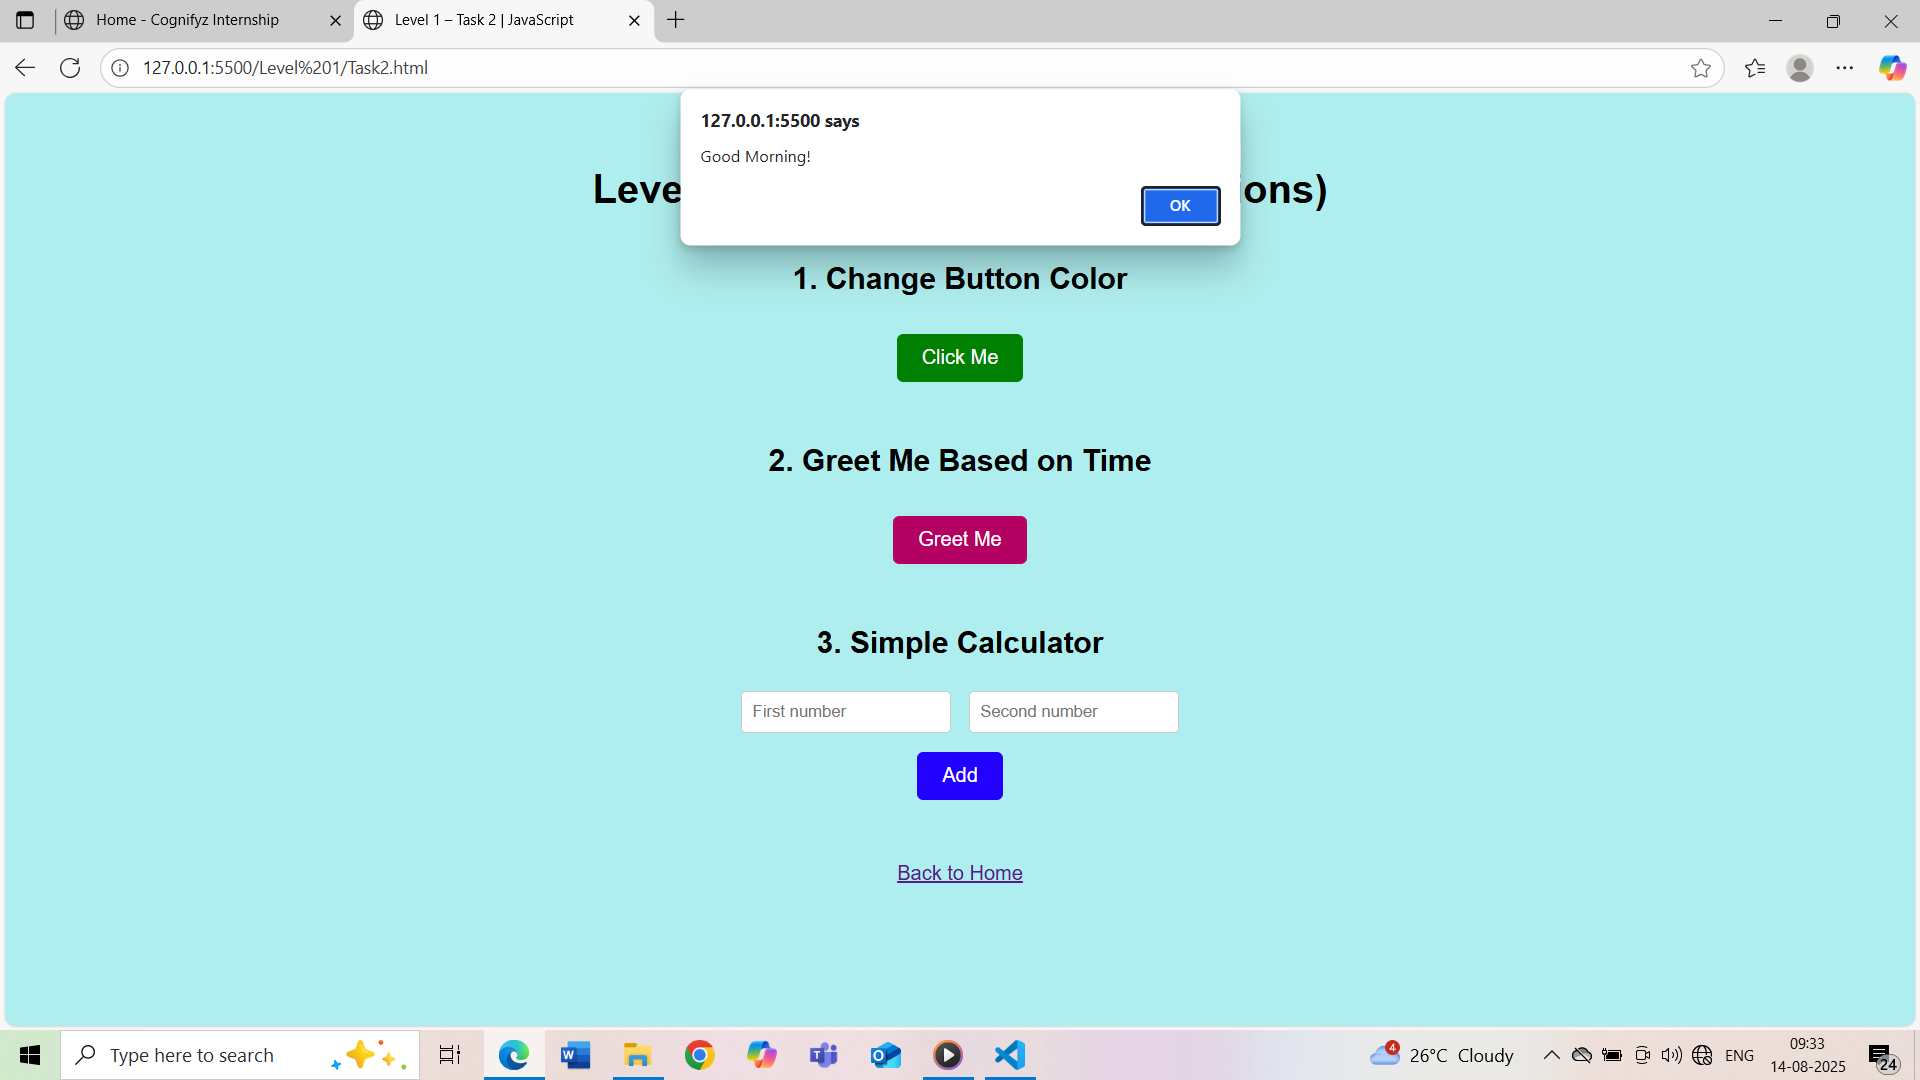 Home - Cognifyz Internship
Level 1 – Task 2 | JavaScript
127.0.0.1:5500/Level%201/Task2.html
127.0.0.1:5500 says
Good Morning!
OK
Leve
ions)
1. Change Button Color
Click Me
2. Greet Me Based on Time
Greet Me
3. Simple Calculator
First number
Second number
Add
Back to Home
Type here to search
4
26°C Cloudy
ENG
09:33
14-08-2025
24